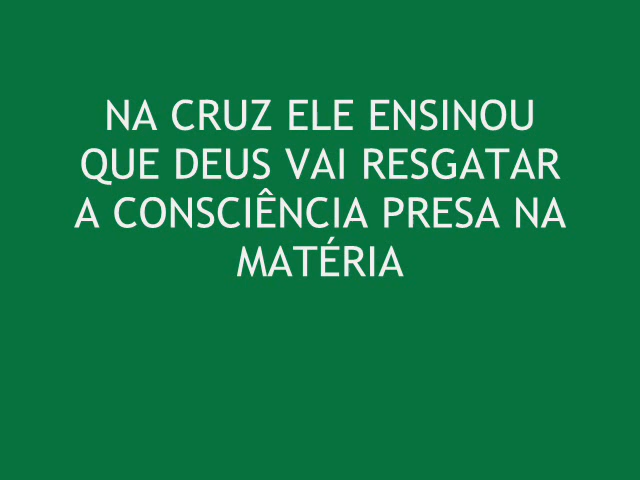 NA CRUZ ELE ENSINOU
QUE DEUS VAI RESGATAR
A CONSCIÊNCIA PRESA NA
MATÉRIA